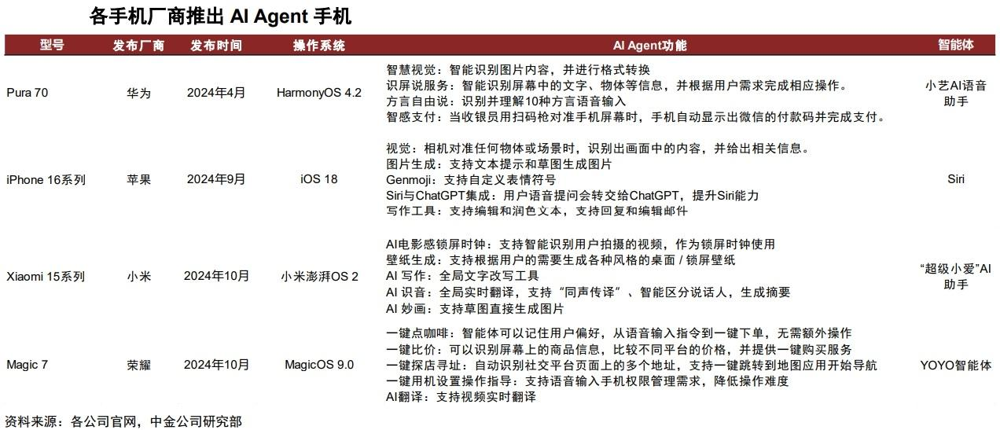 各手机厂商推出 AI Agent 手机
型号 发布厂商 发布时间 操作系统 AI Agent功能 智能体
Pura 70 华为 2024年4月 HarmonyOS 4.2
智慧视觉：智能识别图片内容，并进行格式转换
识屏说服务：智能识别屏幕中的文字、物体等信息，并根据用户需求完成相应操作。
方言自由说：识别并理解10种方言语音输入
智感支付：当收银员用扫码枪对准手机屏幕时，手机自动显示出微信的付款码并完成支付。
小艺AI语音
助手
iPhone 16系列 苹果 2024年9月 iOS 18
视觉：相机对准任何物体或场景时，识别出画面中的内容，并给出相关信息。
图片生成：支持文本提示和草图生成图片
Genmoji：支持自定义表情符号
Siri与ChatGPT集成：用户语音提问会转交给ChatGPT，提升Siri能力
写作工具：支持编辑和润色文本，支持回复和编辑邮件
Siri
Xiaomi 15系列 小米 2024年10月 小米澎湃OS 2
AI电影感锁屏时钟：支持智能识别用户拍摄的视频，作为锁屏时钟使用
壁纸生成：支持根据用户的需要生成各种风格的桌面 / 锁屏壁纸
AI 写作：全局文字改写工具
AI 识音：全局实时翻译，支持“同声传译”、智能区分说话人，生成摘要
AI 妙画：支持草图直接生成图片
“超级小爱”AI
助手
Magic 7 荣耀 2024年10月 MagicOS 9.0
一键点咖啡：智能体可以记住用户偏好，从语音输入指令到一键下单，无需额外操作
一键比价：可以识别屏幕上的商品信息，比较不同平台的价格，并提供一键购买服务
一键探店寻址：自动识别社交平台页面上的多个地址，支持一键跳转到地图应用开始导航
一键用机设置操作指导：支持语音输入手机权限管理需求，降低操作难度
AI翻译：支持视频实时翻译
YOYO智能体
资料来源：各公司官网，中金公司研究部